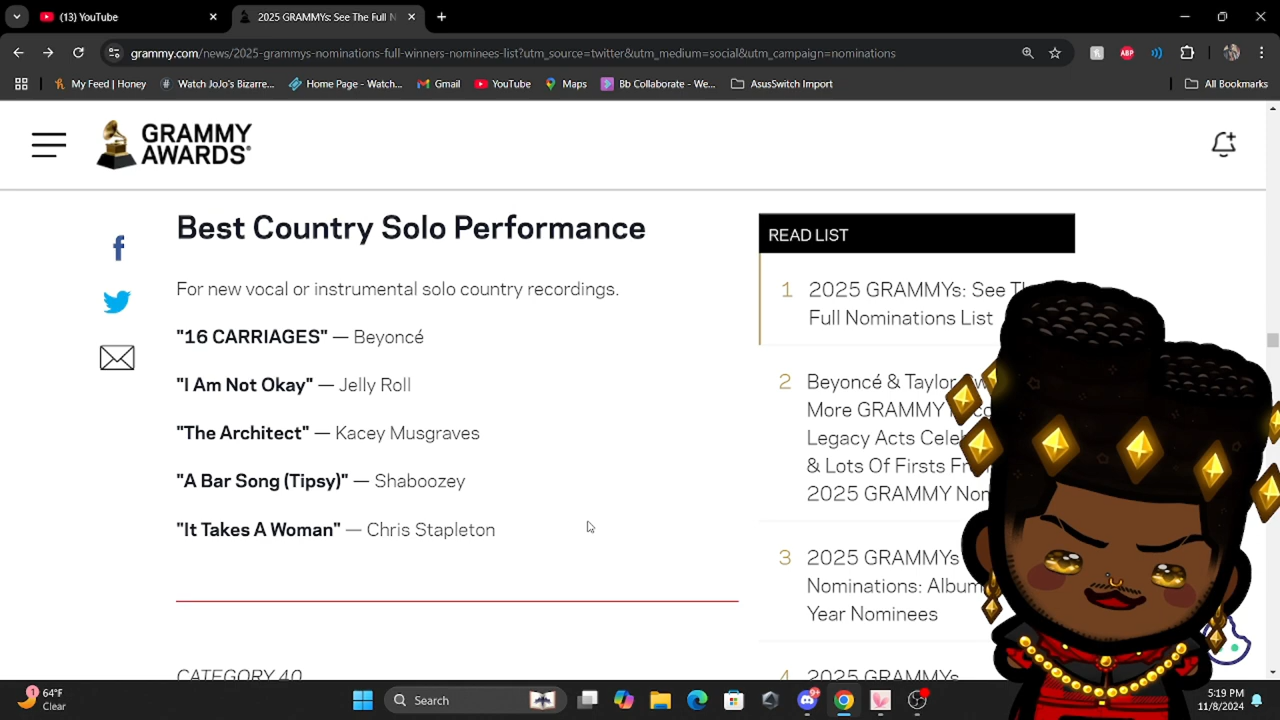 (13) YouTube
2025 GRAMMYs: See The Full N
grammy.com/news/2025-grammys-nominations-full-winners-nominees-list?utm_source=twitter&utm_medium=social&utm_campaign=nominations
ABP
My Feed | Honey
Watch JoJo's Bizarre...
Home Page - Watch...
Gmail
YouTube
Maps
Bb Collaborate - We...
AsusSwitch Import
All Bookmarks
GRAMMY
AWARDS®
Best Country Solo Performance
For new vocal or instrumental solo country recordings.
"16 CARRIAGES" — Beyoncé
"I Am Not Okay" — Jelly Roll
"The Architect" — Kacey Musgraves
"A Bar Song (Tipsy)" — Shaboozey
"It Takes A Woman" — Chris Stapleton
CATEGORY 40
READ LIST
1 2025 GRAMMYs: See
Full Nominations List
2 Beyoncé & Taylor
More GRAMMY
Legacy Acts
& Lots Of Firsts
2025 GRAMMY
3 2025 GRAMMYs
Nominations: Album
Year Nominees
4 2025 GRAMMYs
1
64°F
Clear
Search
5:19 PM
11/8/2024